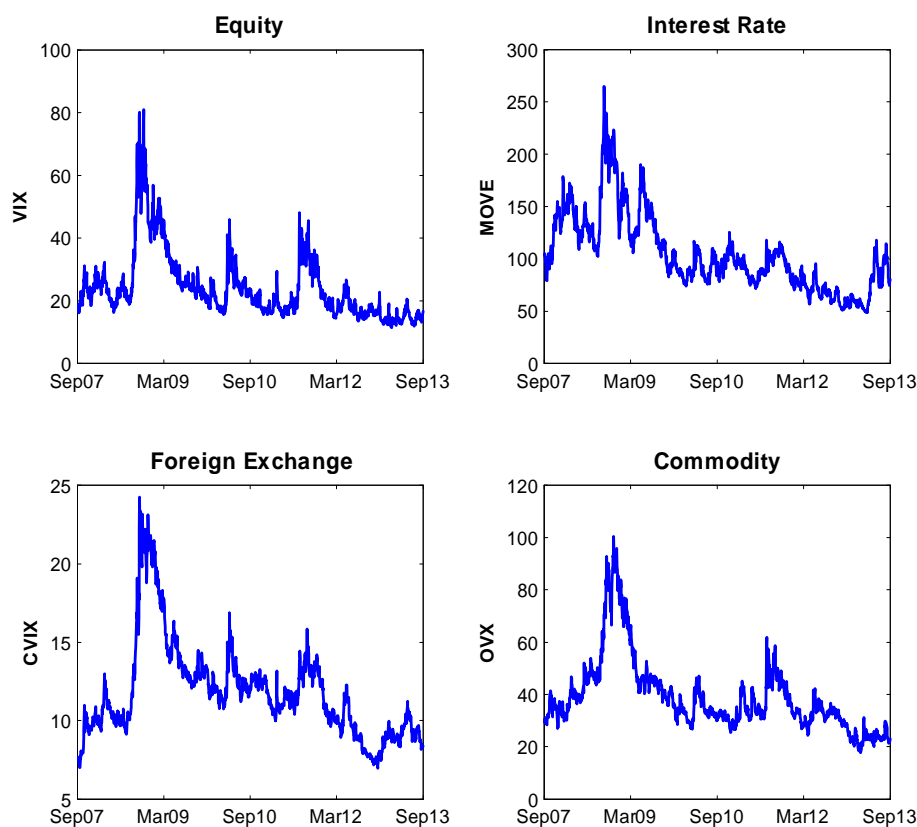 Equity
100
80
60
40
20
0
VIX
Sep07 Mar09 Sep10 Mar12 Sep13
Interest Rate
300
250
200
150
100
50
0
MOVE
Sep07 Mar09 Sep10 Mar12 Sep13
Foreign Exchange
25
20
15
10
5
CVIX
Sep07 Mar09 Sep10 Mar12 Sep13
Commodity
120
100
80
60
40
20
0
OVX
Sep07 Mar09 Sep10 Mar12 Sep13